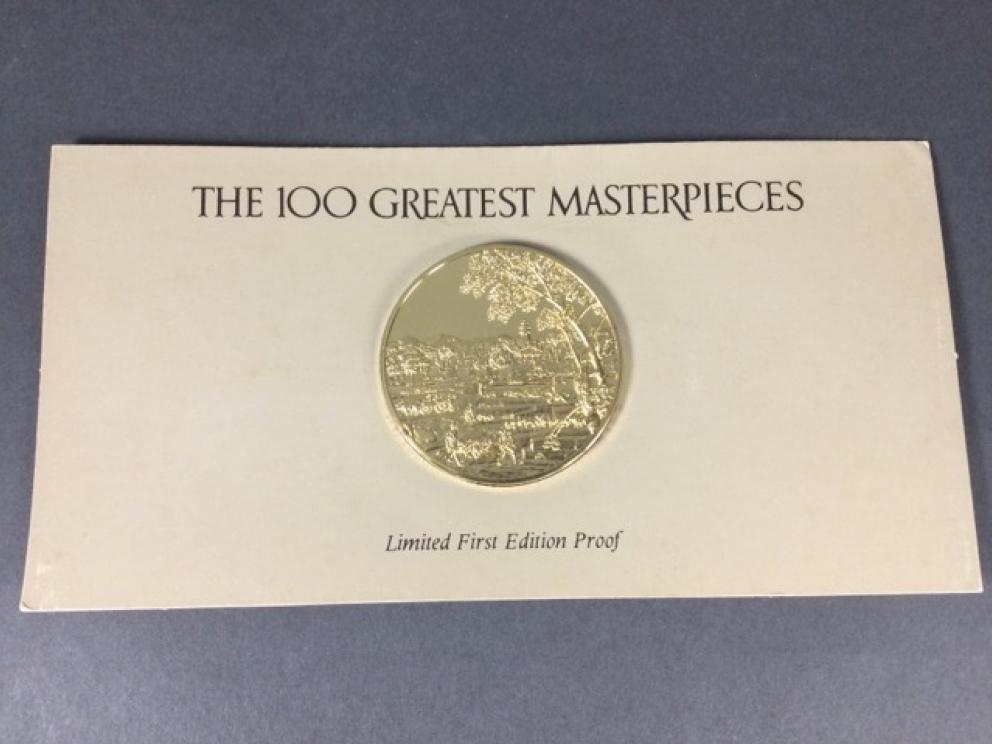 THE 100 GREATEST MASTERPIECES
Limited First Edition Proof